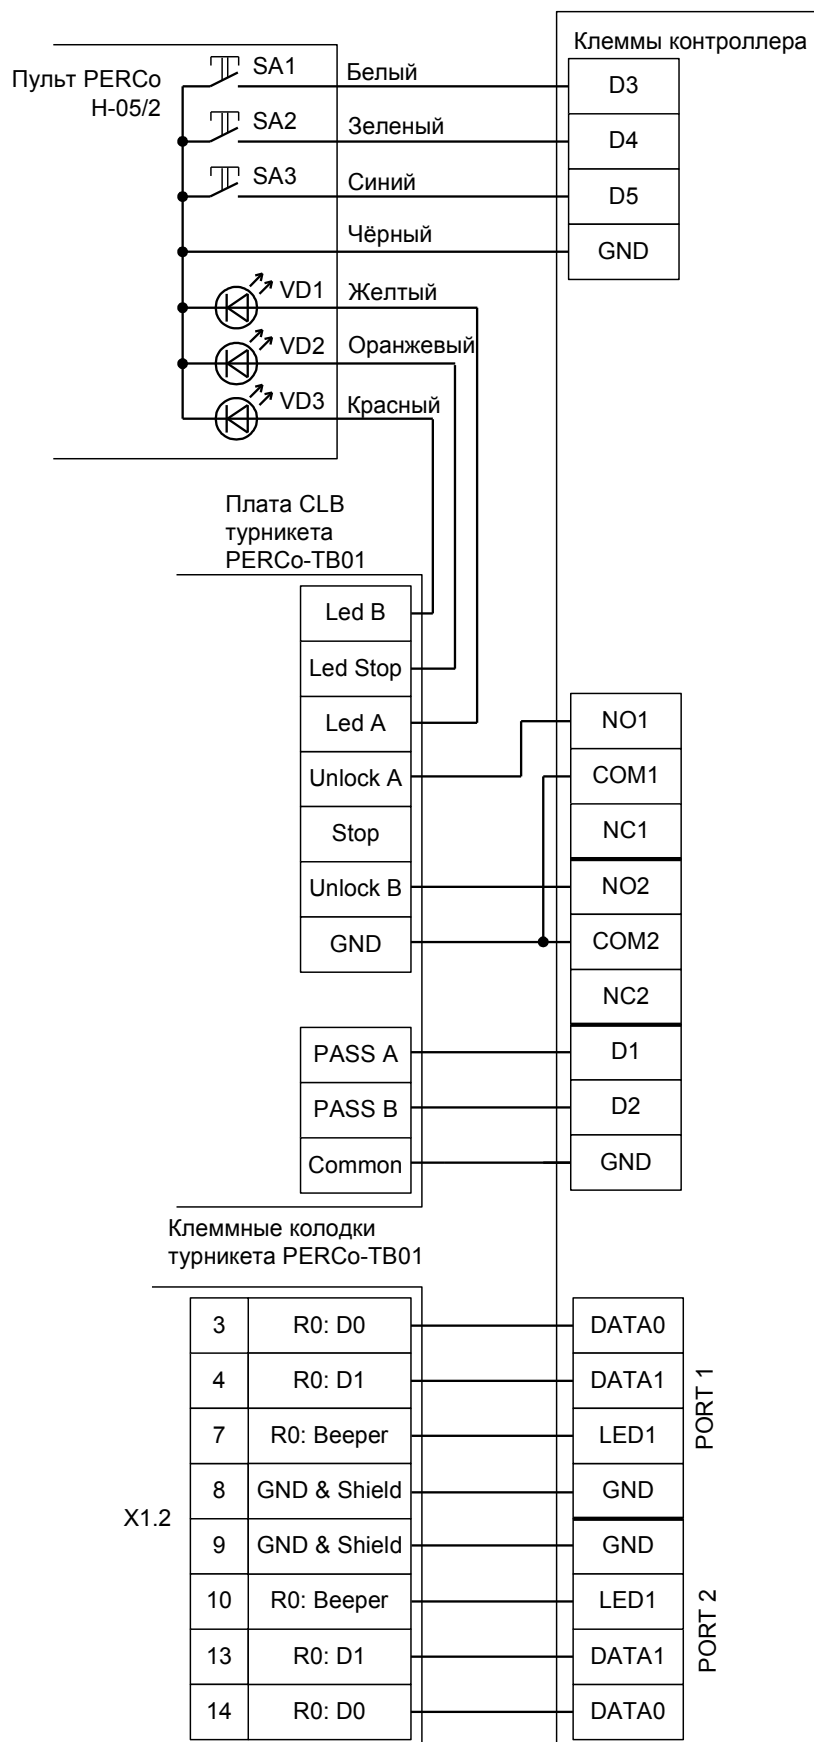 Клеммы контроллера
Пульт PERCo
H-05/2
SA1
Белый
D3
SA2
Зеленый
D4
SA3
Синий
D5
Чёрный
GND
VD1
Желтый
VD2
Оранжевый
VD3
Красный
Плата CLB
турникета
PERCo-TB01
Led B
Led Stop
Led A
NO1
Unlock A
COM1
Stop
NC1
Unlock B
NO2
GND
COM2
NC2
PASS A
D1
PASS B
D2
Common
GND
Клеммные колодки
турникета PERCo-TB01
3
R0: D0
DATA0
4
R0: D1
DATA1
7
R0: Beeper
LED1
8
GND & Shield
GND
PORT 1
X1.2
9
GND & Shield
GND
10
R0: Beeper
LED1
13
R0: D1
DATA1
14
R0: D0
DATA0
PORT 2